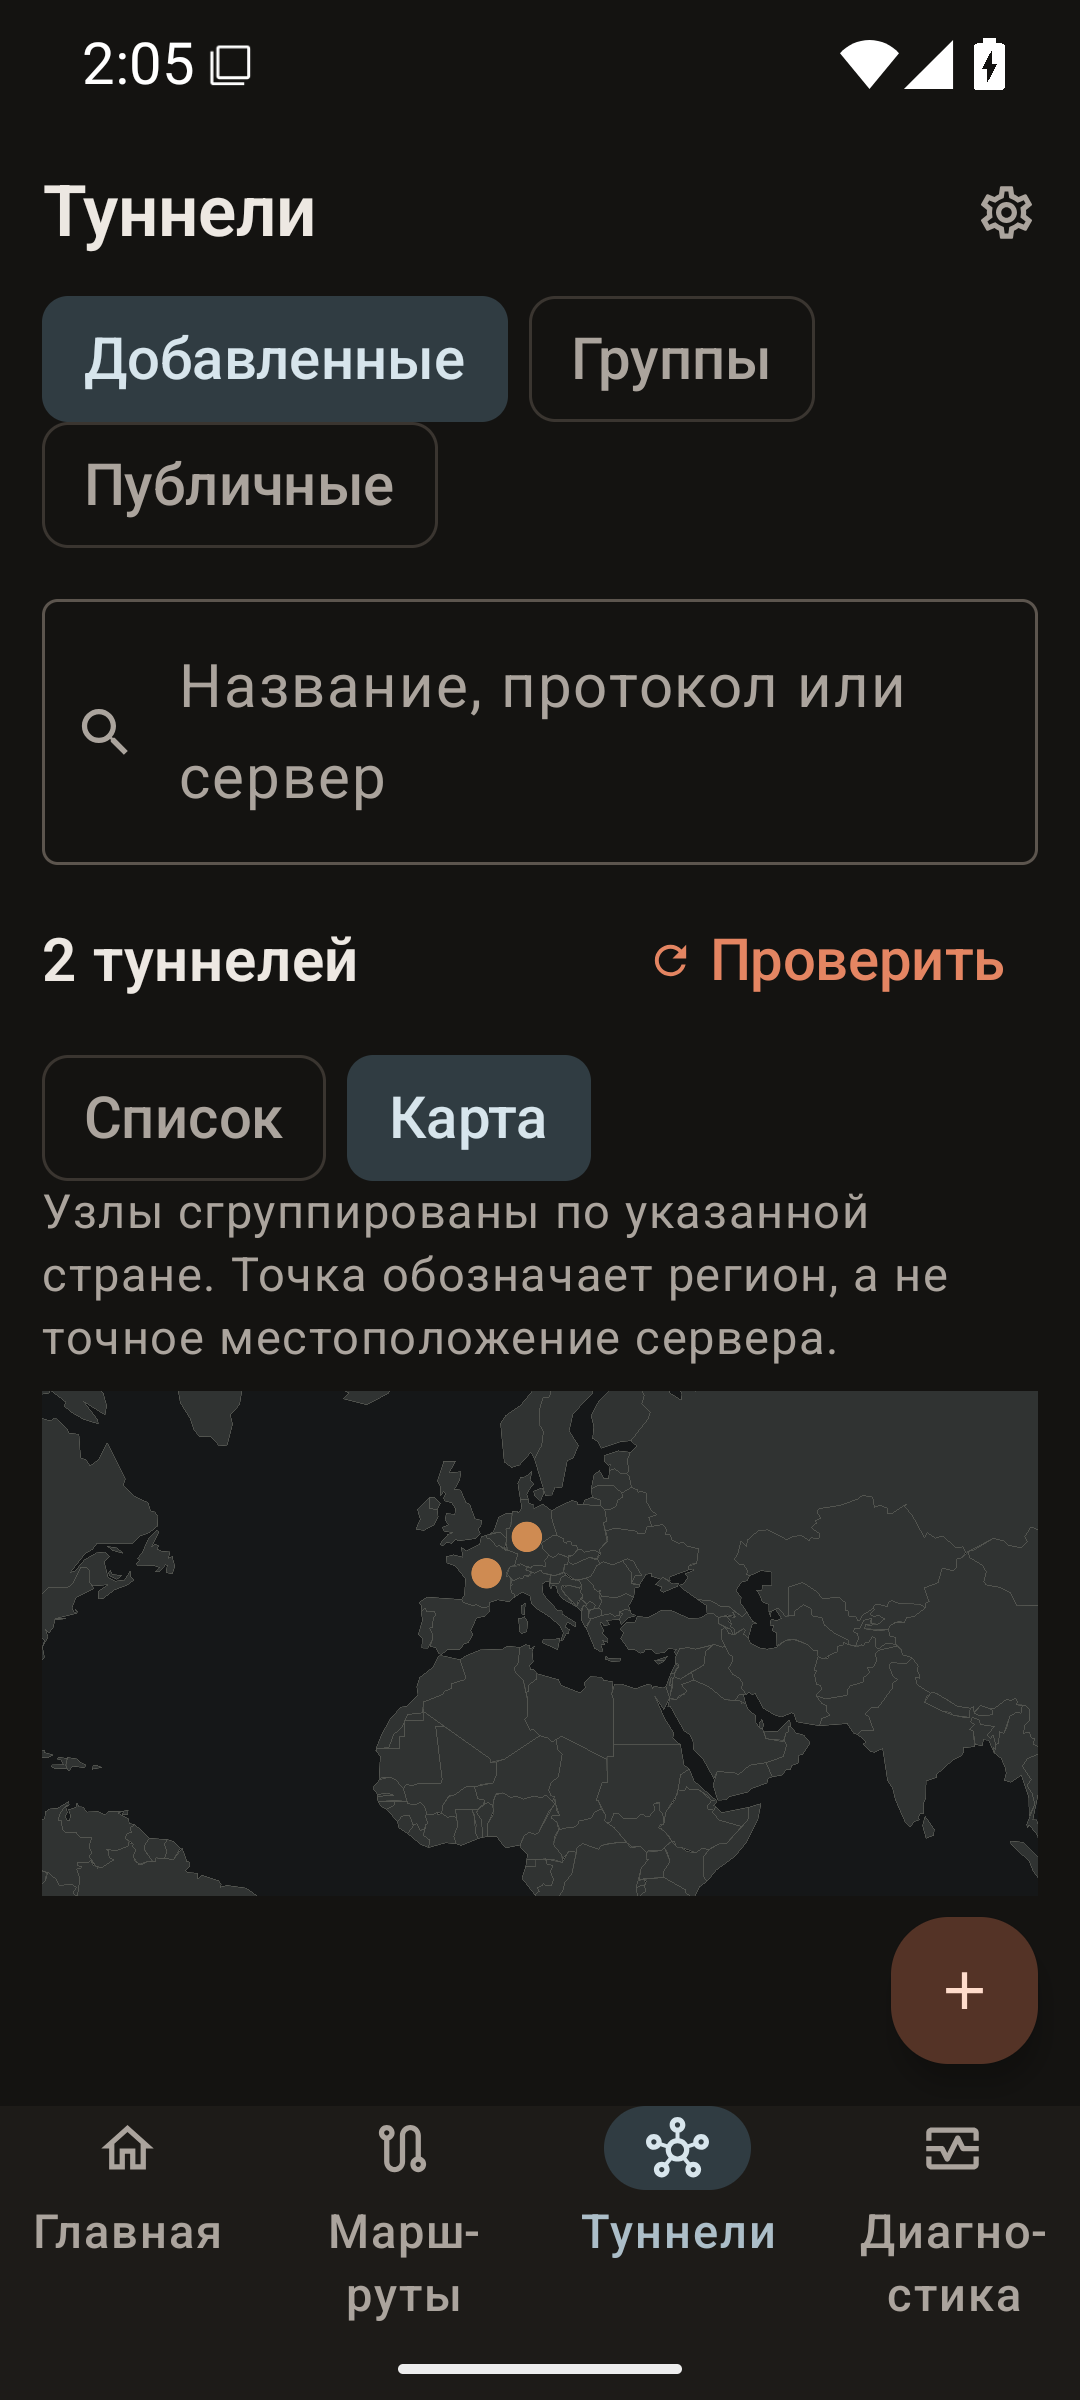 2:05
Туннели
Добавленные
Группы
Публичные
Название, протокол или
сервер
2 туннелей
Проверить
Список
Карта
Узлы сгруппированы по указанной
стране. Точка обозначает регион, а не
точное местоположение сервера.
Главная
Марш-
руты
Туннели
Диагно-
стика